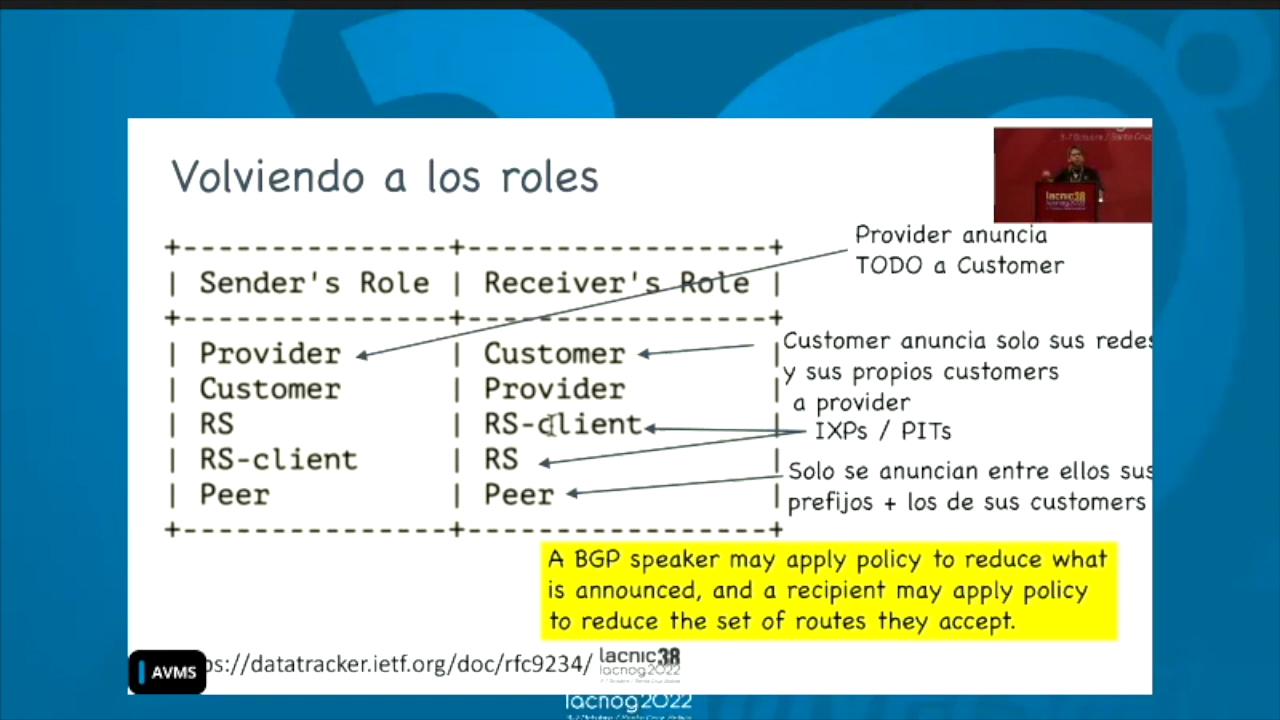 Volviendo a los roles
lacnic38
lacnog2022
Provider anuncia
TODO a Customer
+---------------+-----------------+
| Sender's Role | Receiver's Role |
+---------------+-----------------+
| Provider | Customer |
| Customer | Provider |
| RS | RS-client |
| RS-client | RS |
| Peer | Peer |
+---------------+-----------------+
Customer anuncia solo sus redes
y sus propios customers
a provider
IXPs / PITs
Solo se anuncian entre ellos sus
prefijos + los de sus customers
A BGP speaker may apply policy to reduce what
is announced, and a recipient may apply policy
to reduce the set of routes they accept.
ps://datatracker.ietf.org/doc/rfc9234/
lacnic38
lacnog2022
AVMS
lacnog2022